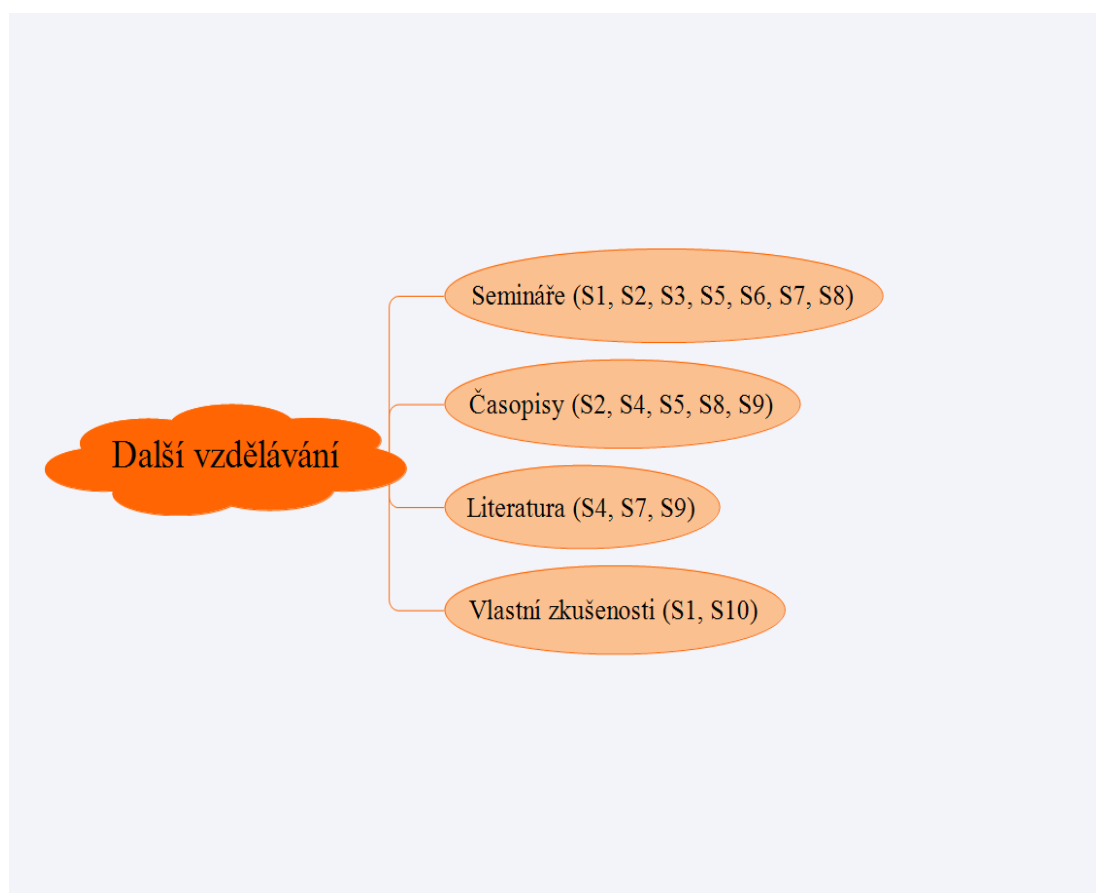 Semináře (S1, S2, S3, S5, S6, S7, S8)
Časopisy (S2, S4, S5, S8, S9)
Další vzdělávání
Literatura (S4, S7, S9)
Vlastní zkušenosti (S1, S10)